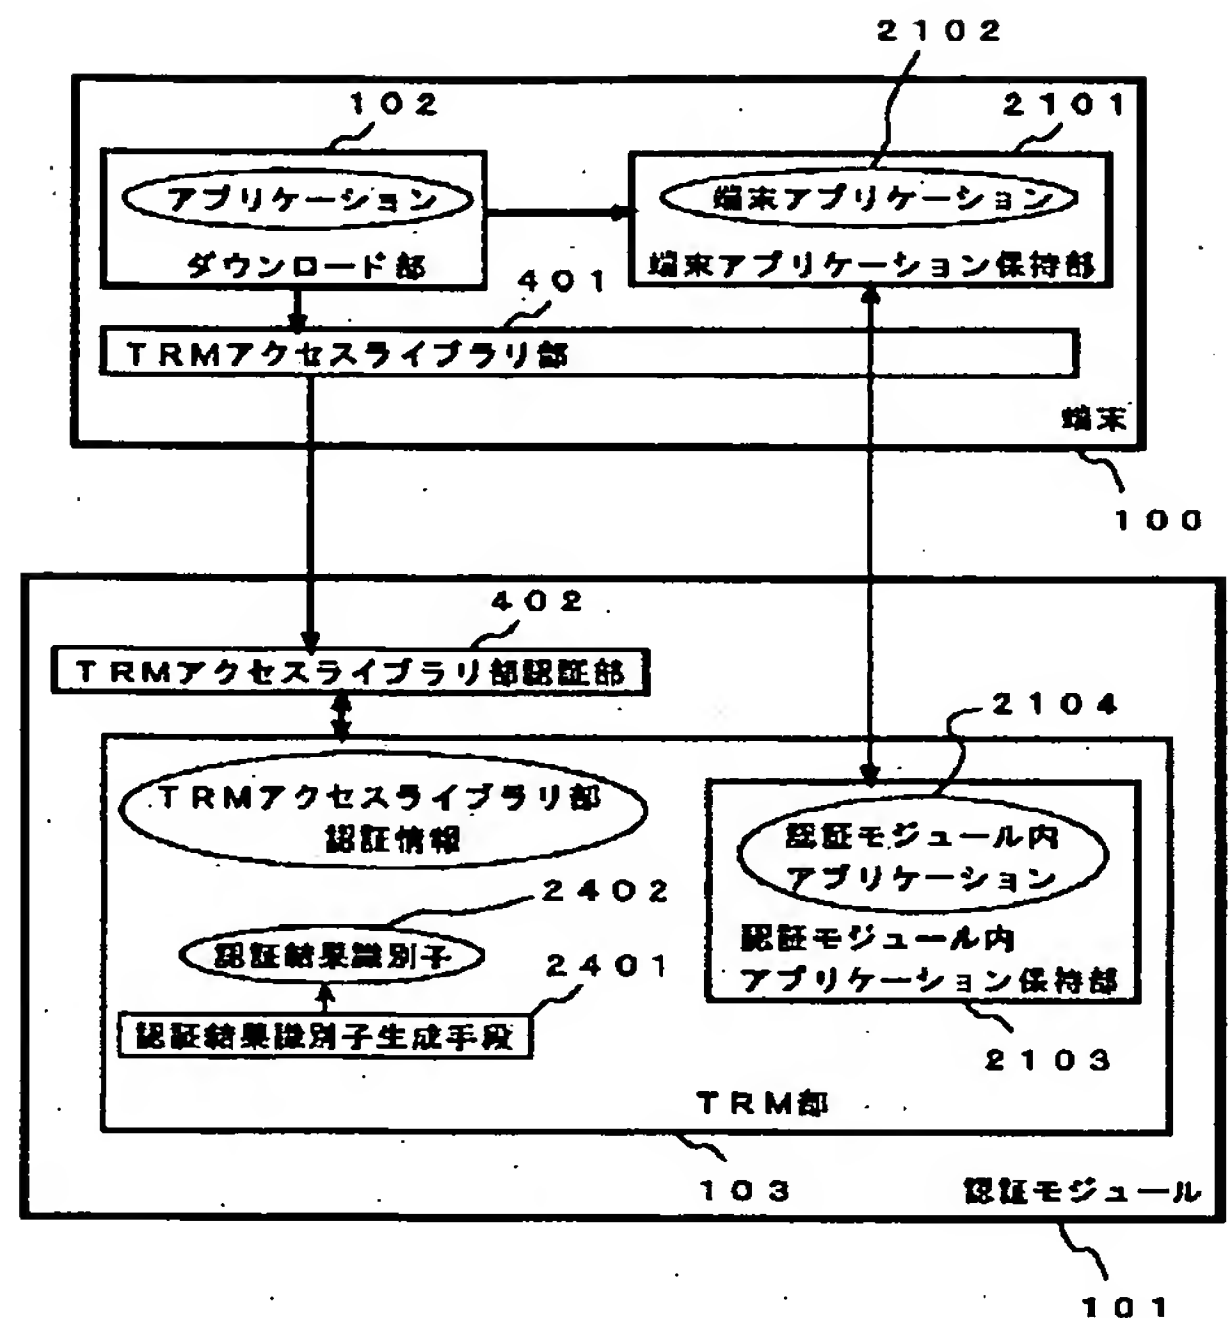 ２１０２
１０２
２１０１
アプリケーション
端末アプリケーション
ダウンロード部
端末アプリケーション保持部
４０１
ＴＲＭアクセスライブラリ部
端末
１００
４０２
ＴＲＭアクセスライブラリ部認証部
２１０４
ＴＲＭアクセスライブラリ部
認証情報
認証モジュール内
アプリケーション
２４０２
認証結果識別子
認証モジュール内
アプリケーション保持部
２４０１
認証結果識別子生成手段
２１０３
ＴＲＭ部
１０３
認証モジュール
１０１